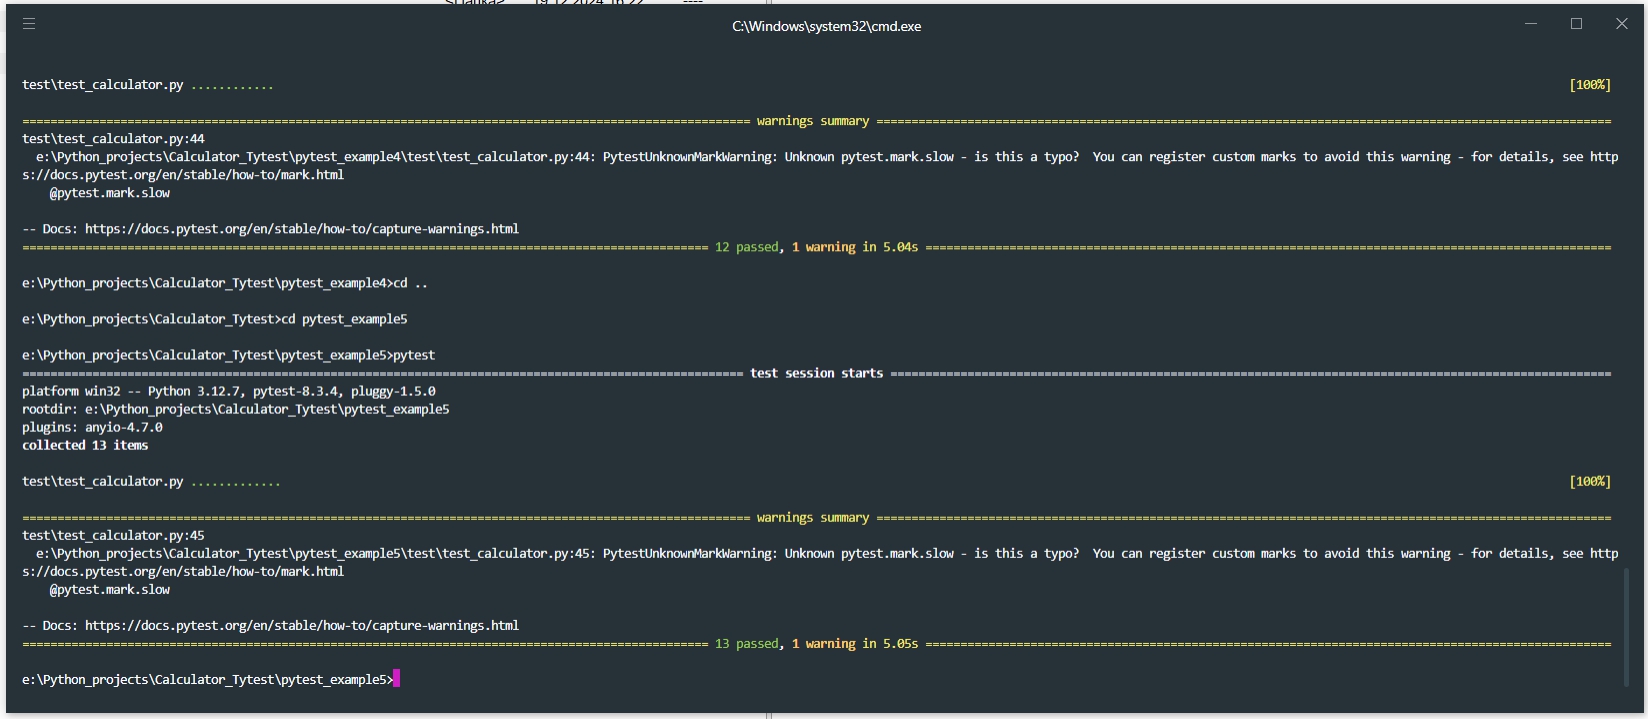 19.12.2024 16:22 ----
C:\Windows\system32\cmd.exe
test\test_calculator.py ............ [100%]
======================================================================================================== warnings summary =========================================================================================================
test\test_calculator.py:44
e:\Python_projects\Calculator_Tytest\pytest_example4\test\test_calculator.py:44: PytestUnknownMarkWarning: Unknown pytest.mark.slow - is this a typo?  You can register custom marks to avoid this warning - for details, see http
s://docs.pytest.org/en/stable/how-to/mark.html
@pytest.mark.slow
-- Docs: https://docs.pytest.org/en/stable/how-to/capture-warnings.html
================================================================================================== 12 passed, 1 warning in 5.04s ==================================================================================================
e:\Python_projects\Calculator_Tytest\pytest_example4>cd ..
e:\Python_projects\Calculator_Tytest>cd pytest_example5
e:\Python_projects\Calculator_Tytest\pytest_example5>pytest
======================================================================================================= test session starts =======================================================================================================
platform win32 -- Python 3.12.7, pytest-8.3.4, pluggy-1.5.0
rootdir: e:\Python_projects\Calculator_Tytest\pytest_example5
plugins: anyio-4.7.0
collected 13 items
test\test_calculator.py ............. [100%]
======================================================================================================== warnings summary =========================================================================================================
test\test_calculator.py:45
e:\Python_projects\Calculator_Tytest\pytest_example5\test\test_calculator.py:45: PytestUnknownMarkWarning: Unknown pytest.mark.slow - is this a typo?  You can register custom marks to avoid this warning - for details, see http
s://docs.pytest.org/en/stable/how-to/mark.html
@pytest.mark.slow
-- Docs: https://docs.pytest.org/en/stable/how-to/capture-warnings.html
================================================================================================== 13 passed, 1 warning in 5.05s ==================================================================================================
e:\Python_projects\Calculator_Tytest\pytest_example5>